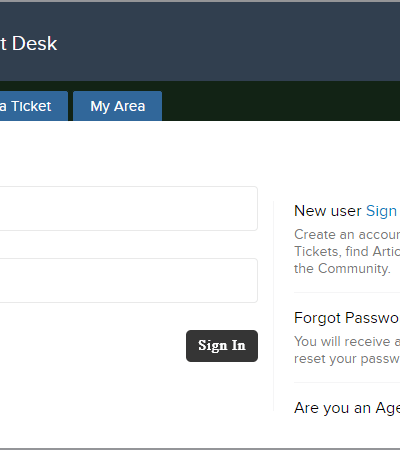 t Desk
a Ticket My Area
New user Sign
Create an accoun
Tickets, find Artic
the Community.
Sign In
Forgot Passwo
You will receive a
reset your passw
Are you an Age